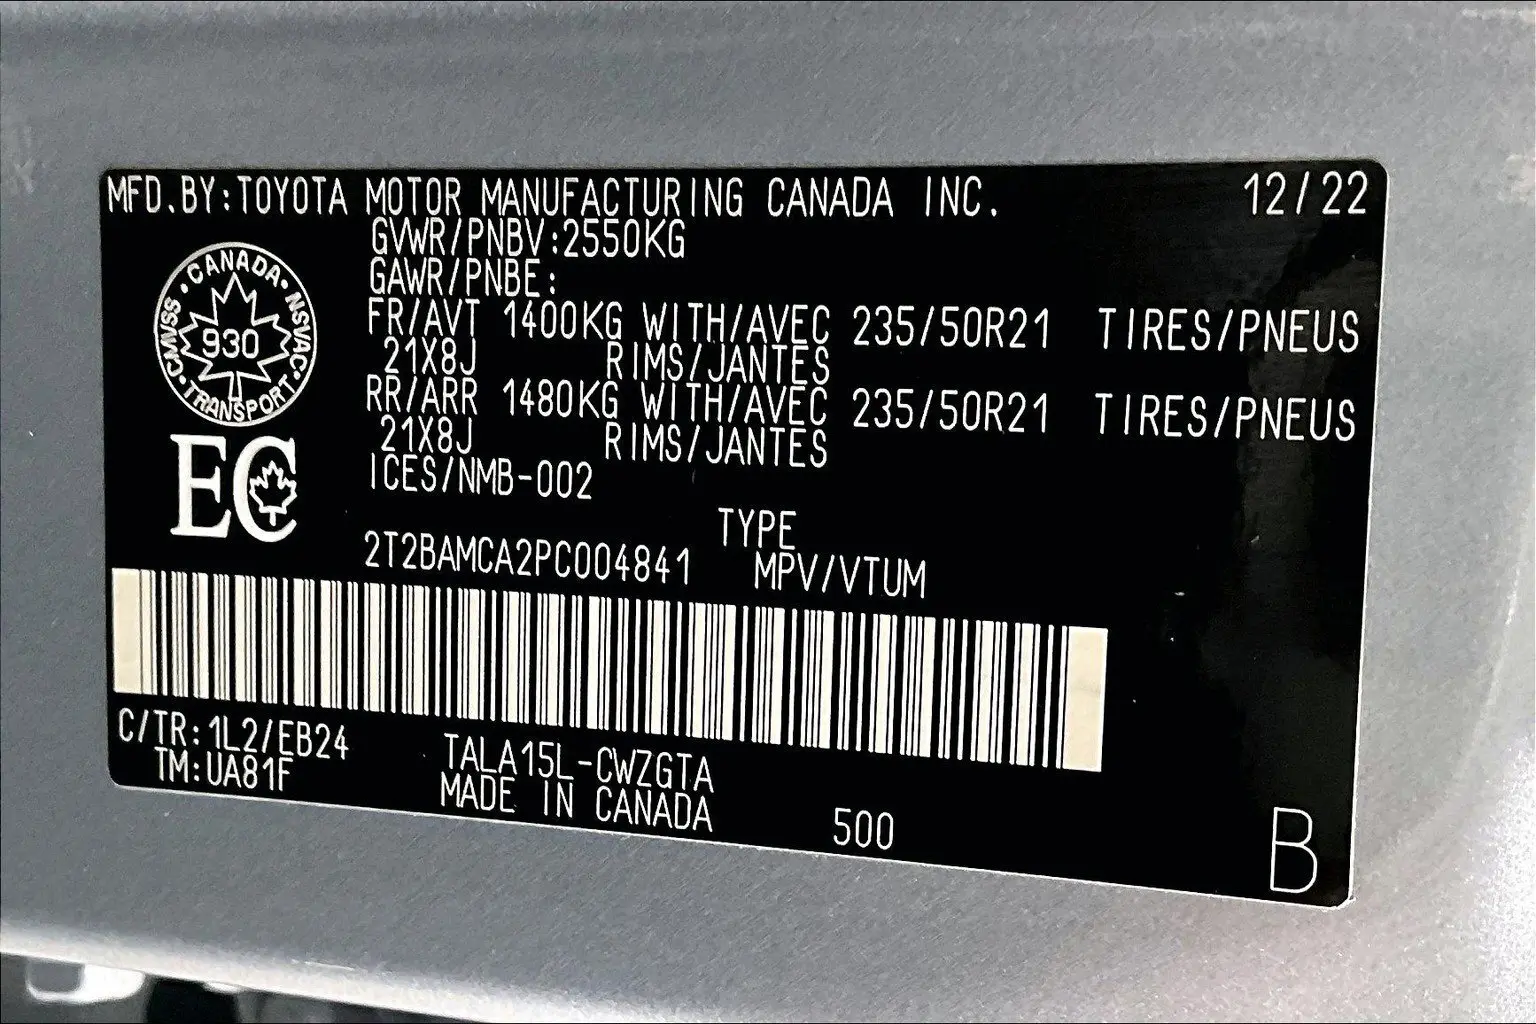 MFD.BY:TOYOTA MOTOR MANUFACTURING CANADA INC. 12/22
GVWR/PNBV:2550KG
GAWR/PNBE:
FR/AVT 1400KG WITH/AVEC 235/50R21 TIRES/PNEUS
21X8J RIMS/JANTES
RR/ARR 1480KG WITH/AVEC 235/50R21 TIRES/PNEUS
21X8J RIMS/JANTES
ICES/NMB-002
CANADA
NSVAC
TRANSPORT
CMVSS
930
EC
TYPE
2T2BAMCA2PC004841 MPV/VTUM
C/TR:1L2/EB24 TALA15L-CWZGTA
TM:UA81F MADE IN CANADA
500
B